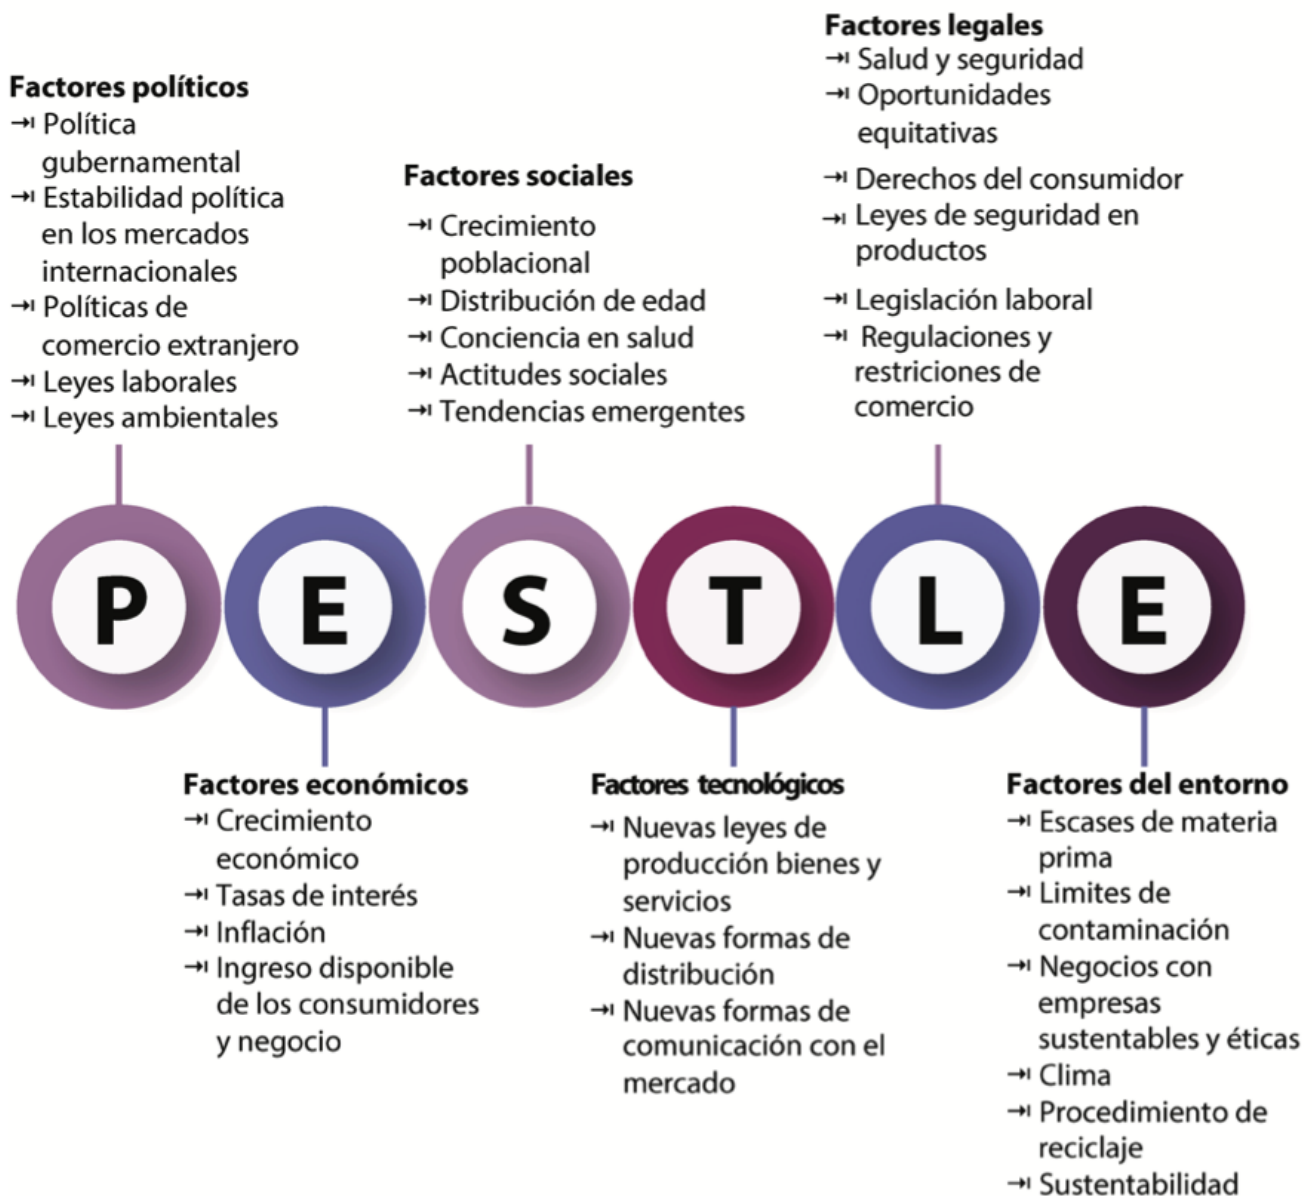 Factores políticos
→ Política
gubernamental
→ Estabilidad política
en los mercados
internacionales
→ Políticas de
comercio extranjero
→ Leyes laborales
→ Leyes ambientales
Factores sociales
→ Crecimiento
poblacional
→ Distribución de edad
→ Conciencia en salud
→ Actitudes sociales
→ Tendencias emergentes
Factores legales
→ Salud y seguridad
→ Oportunidades
equitativas
→ Derechos del consumidor
→ Leyes de seguridad en
productos
→ Legislación laboral
→ Regulaciones y
restriciones de
comercio
P E S T L E
Factores económicos
→ Crecimiento
económico
→ Tasas de interés
→ Inflación
→ Ingreso disponible
de los consumidores
y negocio
Factores tecnológicos
→ Nuevas leyes de
producción bienes y
servicios
→ Nuevas formas de
distribución
→ Nuevas formas de
comunicación con el
mercado
Factores del entorno
→ Escases de materia
prima
→ Limites de
contaminación
→ Negocios con
empresas
sustentables y éticas
→ Clima
→ Procedimiento de
reciclaje
→ Sustentabilidad